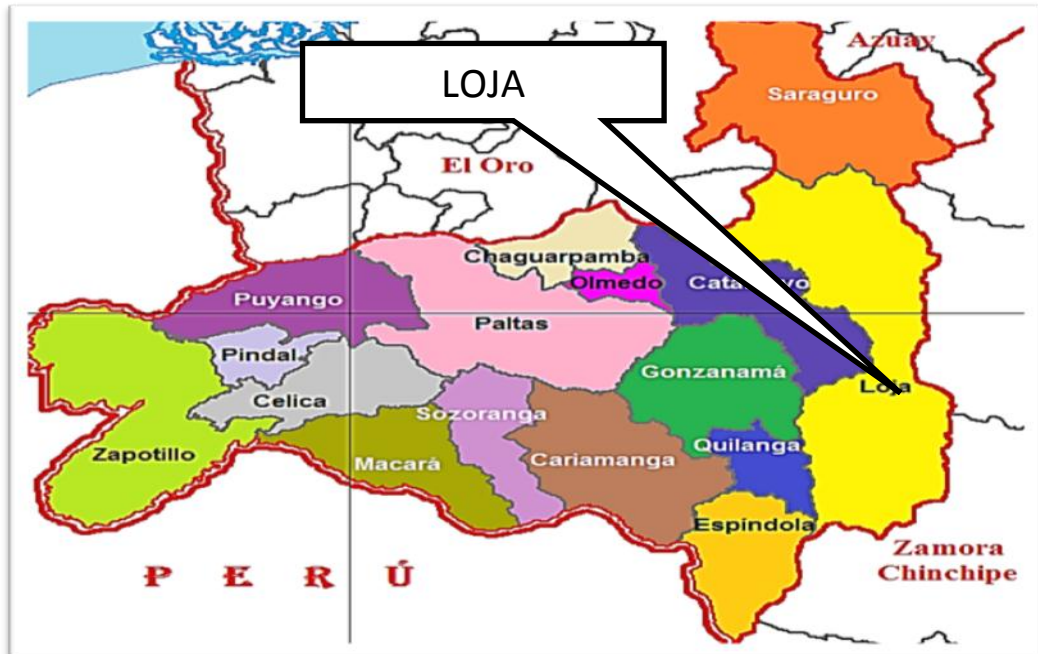 Azuay
LOJA
Saraguro
El Oro
Chaguarpamba
Olmedo
Puyango
Paltas
Pindal
Gonzanamá
Loja
Celica
Sozoranga
Quilanga
Zapotillo
Macará
Cariamanga
Espíndola
Zamora
Chinchipe
PERÚ